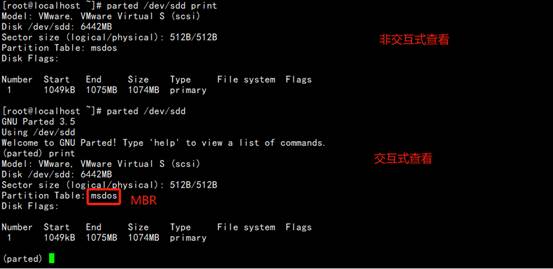 [root@localhost ~]# parted /dev/sdd print
Model: VMware, VMware Virtual S (scsi)
Disk /dev/sdd: 6442MB
Sector size (logical/physical): 512B/512B
Partition Table: msdos
Disk Flags:
非交互式查看
Number  Start   End     Size    Type     File system  Flags
 1      1049kB  1075MB  1074MB  primary
[root@localhost ~]# parted /dev/sdd
GNU Parted 3.5
Using /dev/sdd
Welcome to GNU Parted! Type 'help' to view a list of commands.
(parted) print
交互式查看
Model: VMware, VMware Virtual S (scsi)
Disk /dev/sdd: 6442MB
Sector size (logical/physical): 512B/512B
Partition Table: msdos MBR
Disk Flags:
Number  Start   End     Size    Type     File system  Flags
 1      1049kB  1075MB  1074MB  primary
(parted)